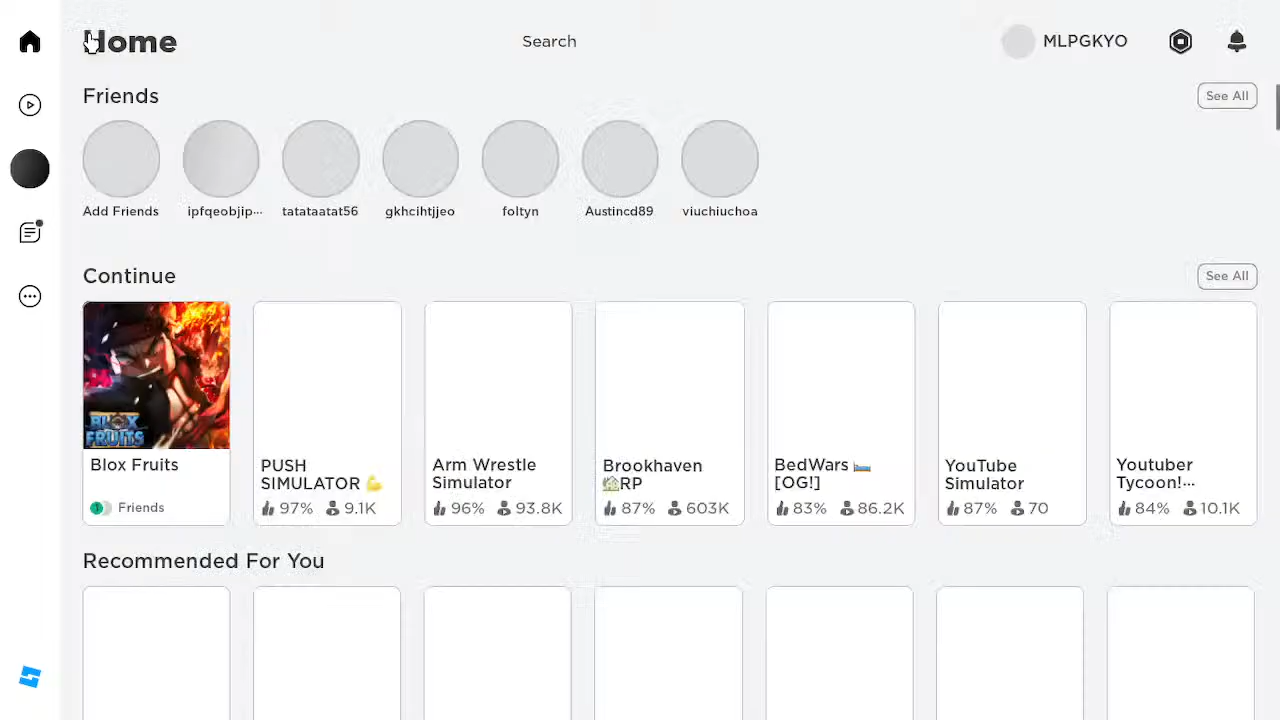 Home
Search
MLPGKYO
Friends
See All
Add Friends
ipfqeobjip...
tatataatat56
gkhcihtjjeo
foltyn
Austincd89
viuchiuchoa
Continue
See All
BLOX
FRUITS
Blox Fruits
1 Friends
PUSH
SIMULATOR 💪
97% 9.1K
Arm Wrestle
Simulator
96% 93.8K
Brookhaven
🏡RP
87% 603K
BedWars 🛏️
[OG!]
83% 86.2K
YouTube
Simulator
87% 70
Youtuber
Tycoon!...
84% 10.1K
Recommended For You